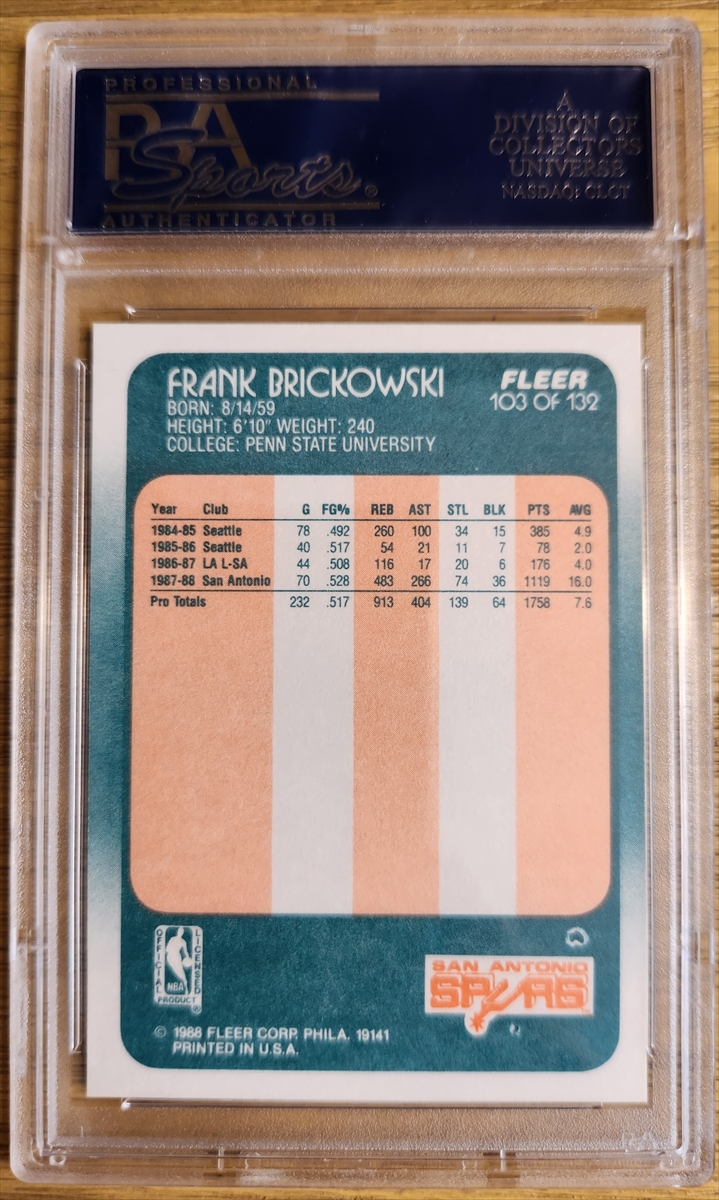 PROFESSIONAL
PSA
Sports®
AUTHENTICATOR
A
DIVISION OF
COLLECTORS
UNIVERSE
NASDAQ: CLCT
FRANK BRICKOWSKI
BORN: 8/14/59
HEIGHT: 6'10" WEIGHT: 240
COLLEGE: PENN STATE UNIVERSITY
FLEER
103 OF 132
Year Club G FG% REB AST STL BLK PTS AVG
1984-85 Seattle 78 .492 260 100 34 15 385 4.9
1985-86 Seattle 40 .517 54 21 11 7 78 2.0
1986-87 LA L-SA 44 .508 116 17 20 6 176 4.0
1987-88 San Antonio 70 .528 483 266 74 36 1119 16.0
Pro Totals 232 .517 913 404 139 64 1758 7.6
OFFICIAL
LICENSED
NBA
PRODUCT ®
SAN ANTONIO
SPURS
© 1988 FLEER CORP. PHILA. 19141
PRINTED IN U.S.A.